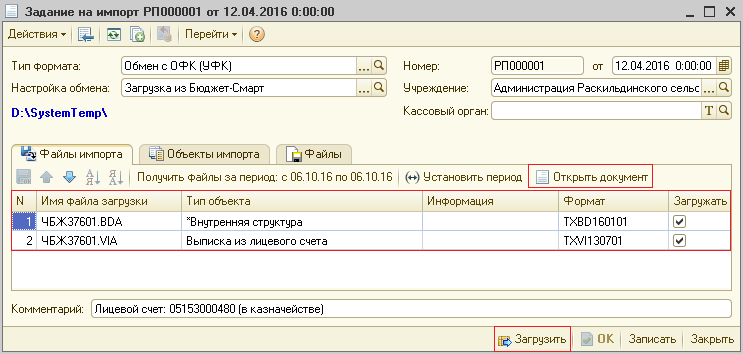 Задание на импорт РП000001 от 12.04.2016 0:00:00
Действия Перейти ?
Тип формата: Обмен с ОФК (УФК) ... Номер: РП000001 от 12.04.2016 0:00:00
Настройка обмена: Загрузка из Бюджет-Смарт ... Учреждение: Администрация Раскильдинского сельс ...
D:\SystemTemp\ Кассовый орган: T
Файлы импорта Объекты импорта Файлы
Получить файлы за период: с 06.10.16 по 06.10.16 Установить период Открыть документ
N Имя файла загрузки Тип объекта Информация Формат Загружать
1 ЧБЖ37601.BDA *Внутренняя структура TXBD160101
2 ЧБЖ37601.VIA Выписка из лицевого счета TXVI130701
Комментарий: Лицевой счет: 05153000480 (в казначействе)
Загрузить OK Записать Закрыть